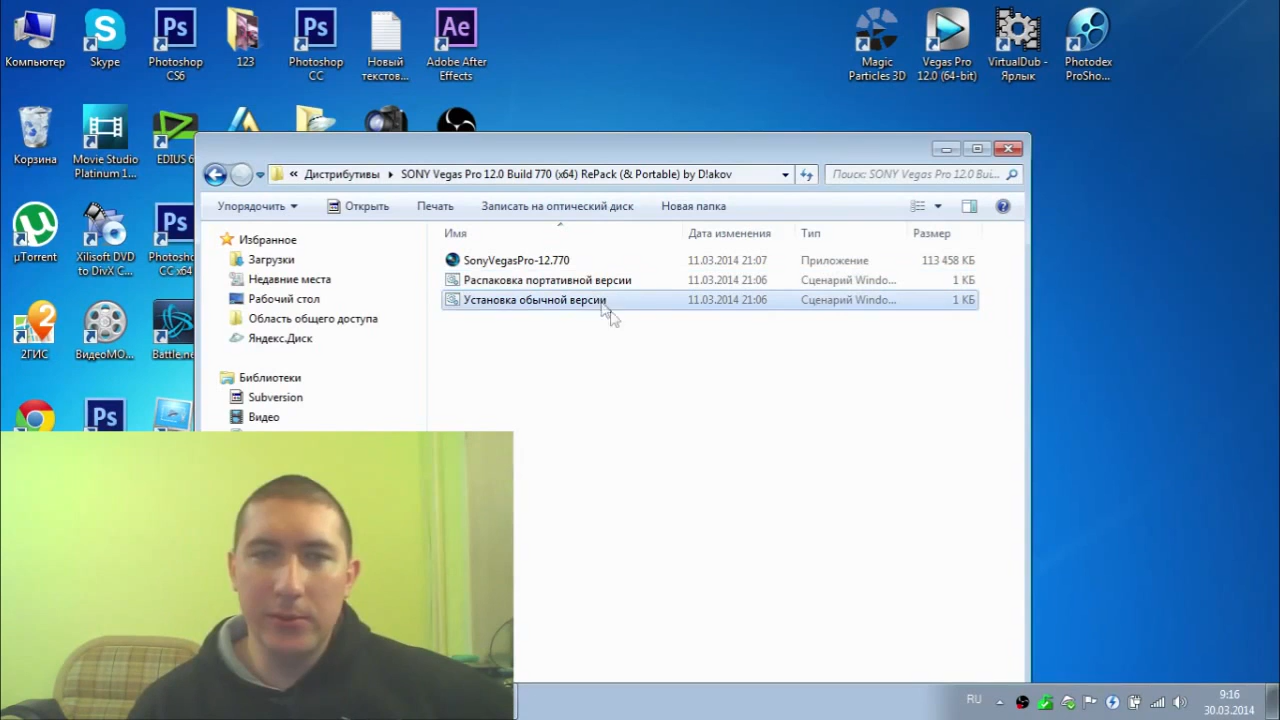 Компьютер
Skype
Photoshop
CS6
123
Photoshop
CC
Новый
текстов...
Adobe After
Effects
Magic
Particles 3D
Vegas Pro
12.0 (64-bit)
VirtualDub -
Ярлык
Photodex
ProSho...
Корзина
Movie Studio
Platinum 1...
EDIUS 6
µTorrent
Xilisoft DVD
to DivX C...
Photosho
CC x64
2ГИС
ВидеоМО...
Battle.ne
« Дистрибутивы ▸ SONY Vegas Pro 12.0 Build 770 (x64) RePack (& Portable) by D!akov
Поиск: SONY Vegas Pro 12.0 Bui...
Упорядочить Открыть Печать Записать на оптический диск Новая папка
Имя Дата изменения Тип Размер
SonyVegasPro-12.770 11.03.2014 21:07 Приложение 113 458 КБ
Распаковка портативной версии 11.03.2014 21:06 Сценарий Windo... 1 КБ
Установка обычной версии 11.03.2014 21:06 Сценарий Windo... 1 КБ
Избранное
Загрузки
Недавние места
Рабочий стол
Область общего доступа
Яндекс.Диск
Библиотеки
Subversion
Видео
RU
9:16
30.03.2014